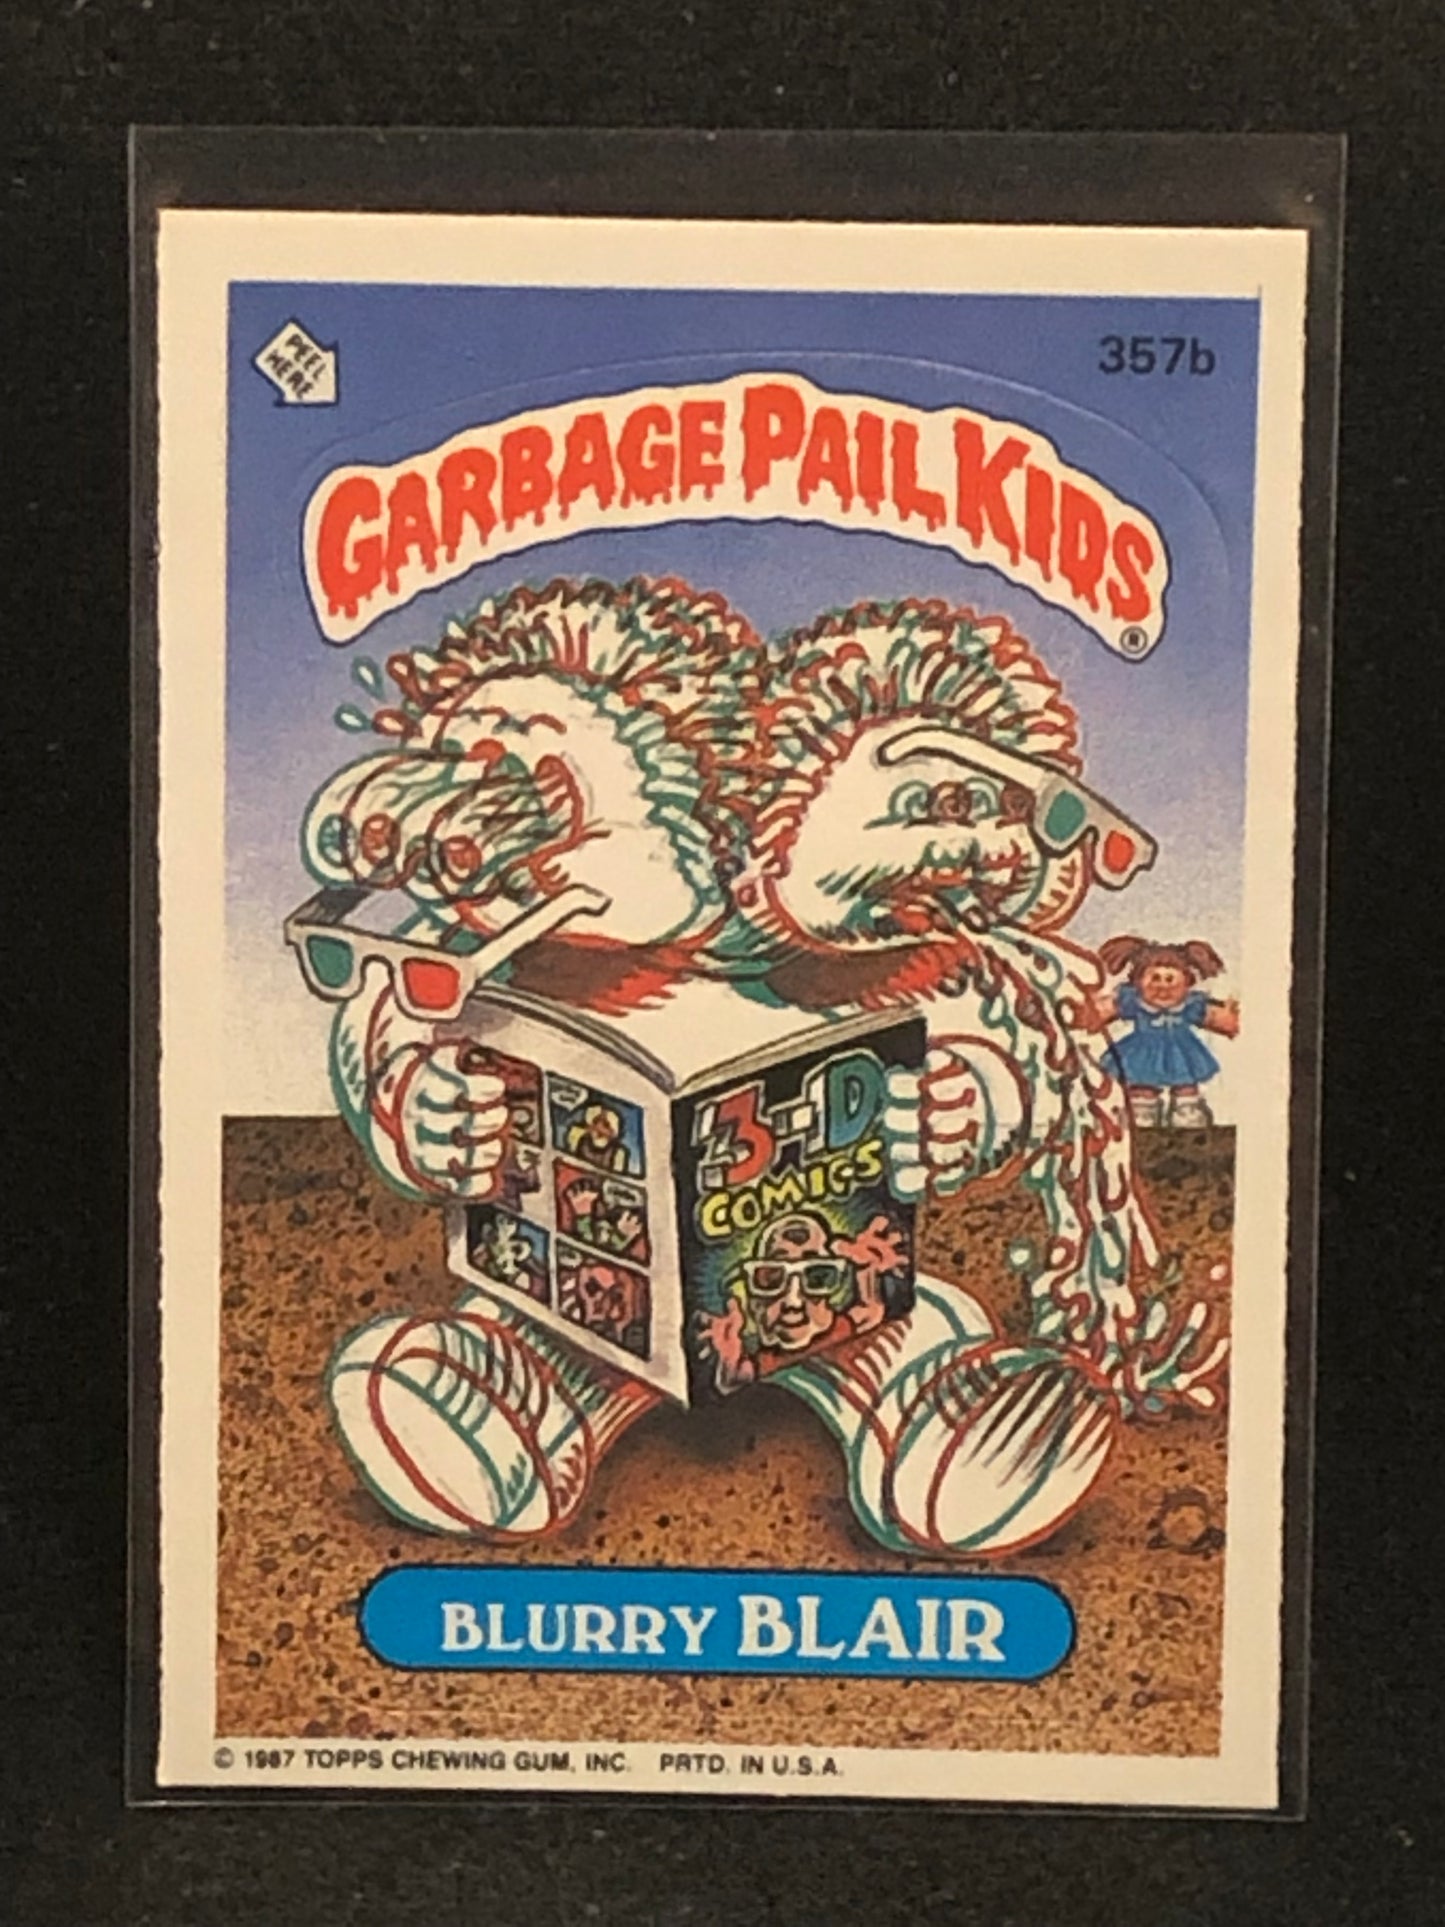 PEEL
HERE
357b
GARBAGE PAIL KIDS
®
3-D
COMICS
BLURRY BLAIR
© 1987 TOPPS CHEWING GUM, INC. PRTD. IN U.S.A.